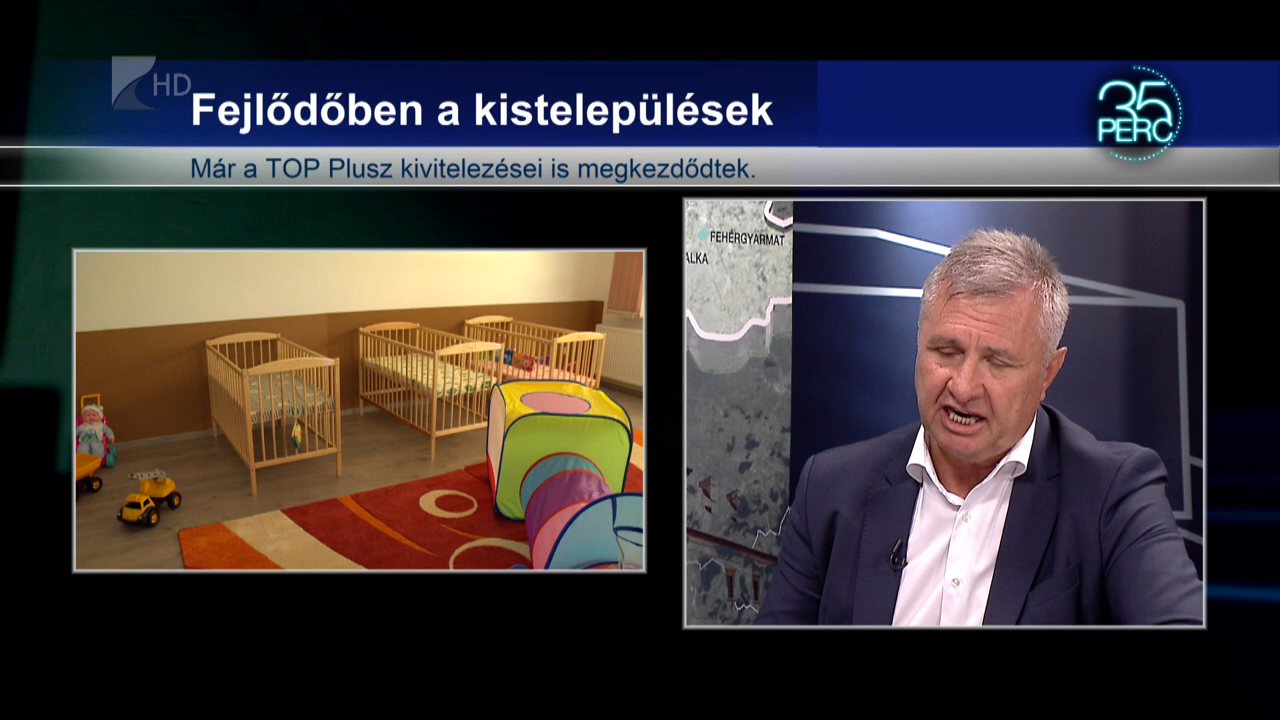 HD
Fejlődőben a kistelepülések
35
PERC
Már a TOP Plusz kivitelezései is megkezdődtek.
FEHÉRGYARMAT
ALKA